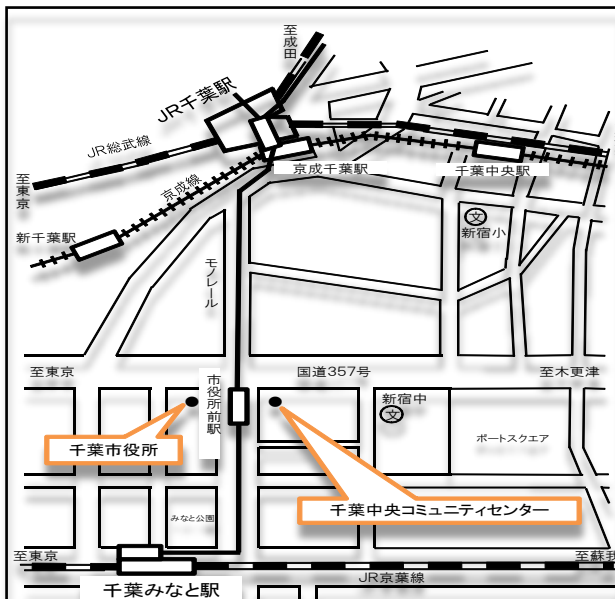 至成田
JR千葉駅
JR総武線
至東京
京成線
京成千葉駅
千葉中央駅
新千葉駅
文
新宿小
モノレール
至東京
国道357号
至木更津
市役所前駅
新宿中
文
千葉市役所
ポートスクエア
千葉中央コミュニティセンター
みなと公園
至東京
至蘇我
JR京葉線
千葉みなと駅